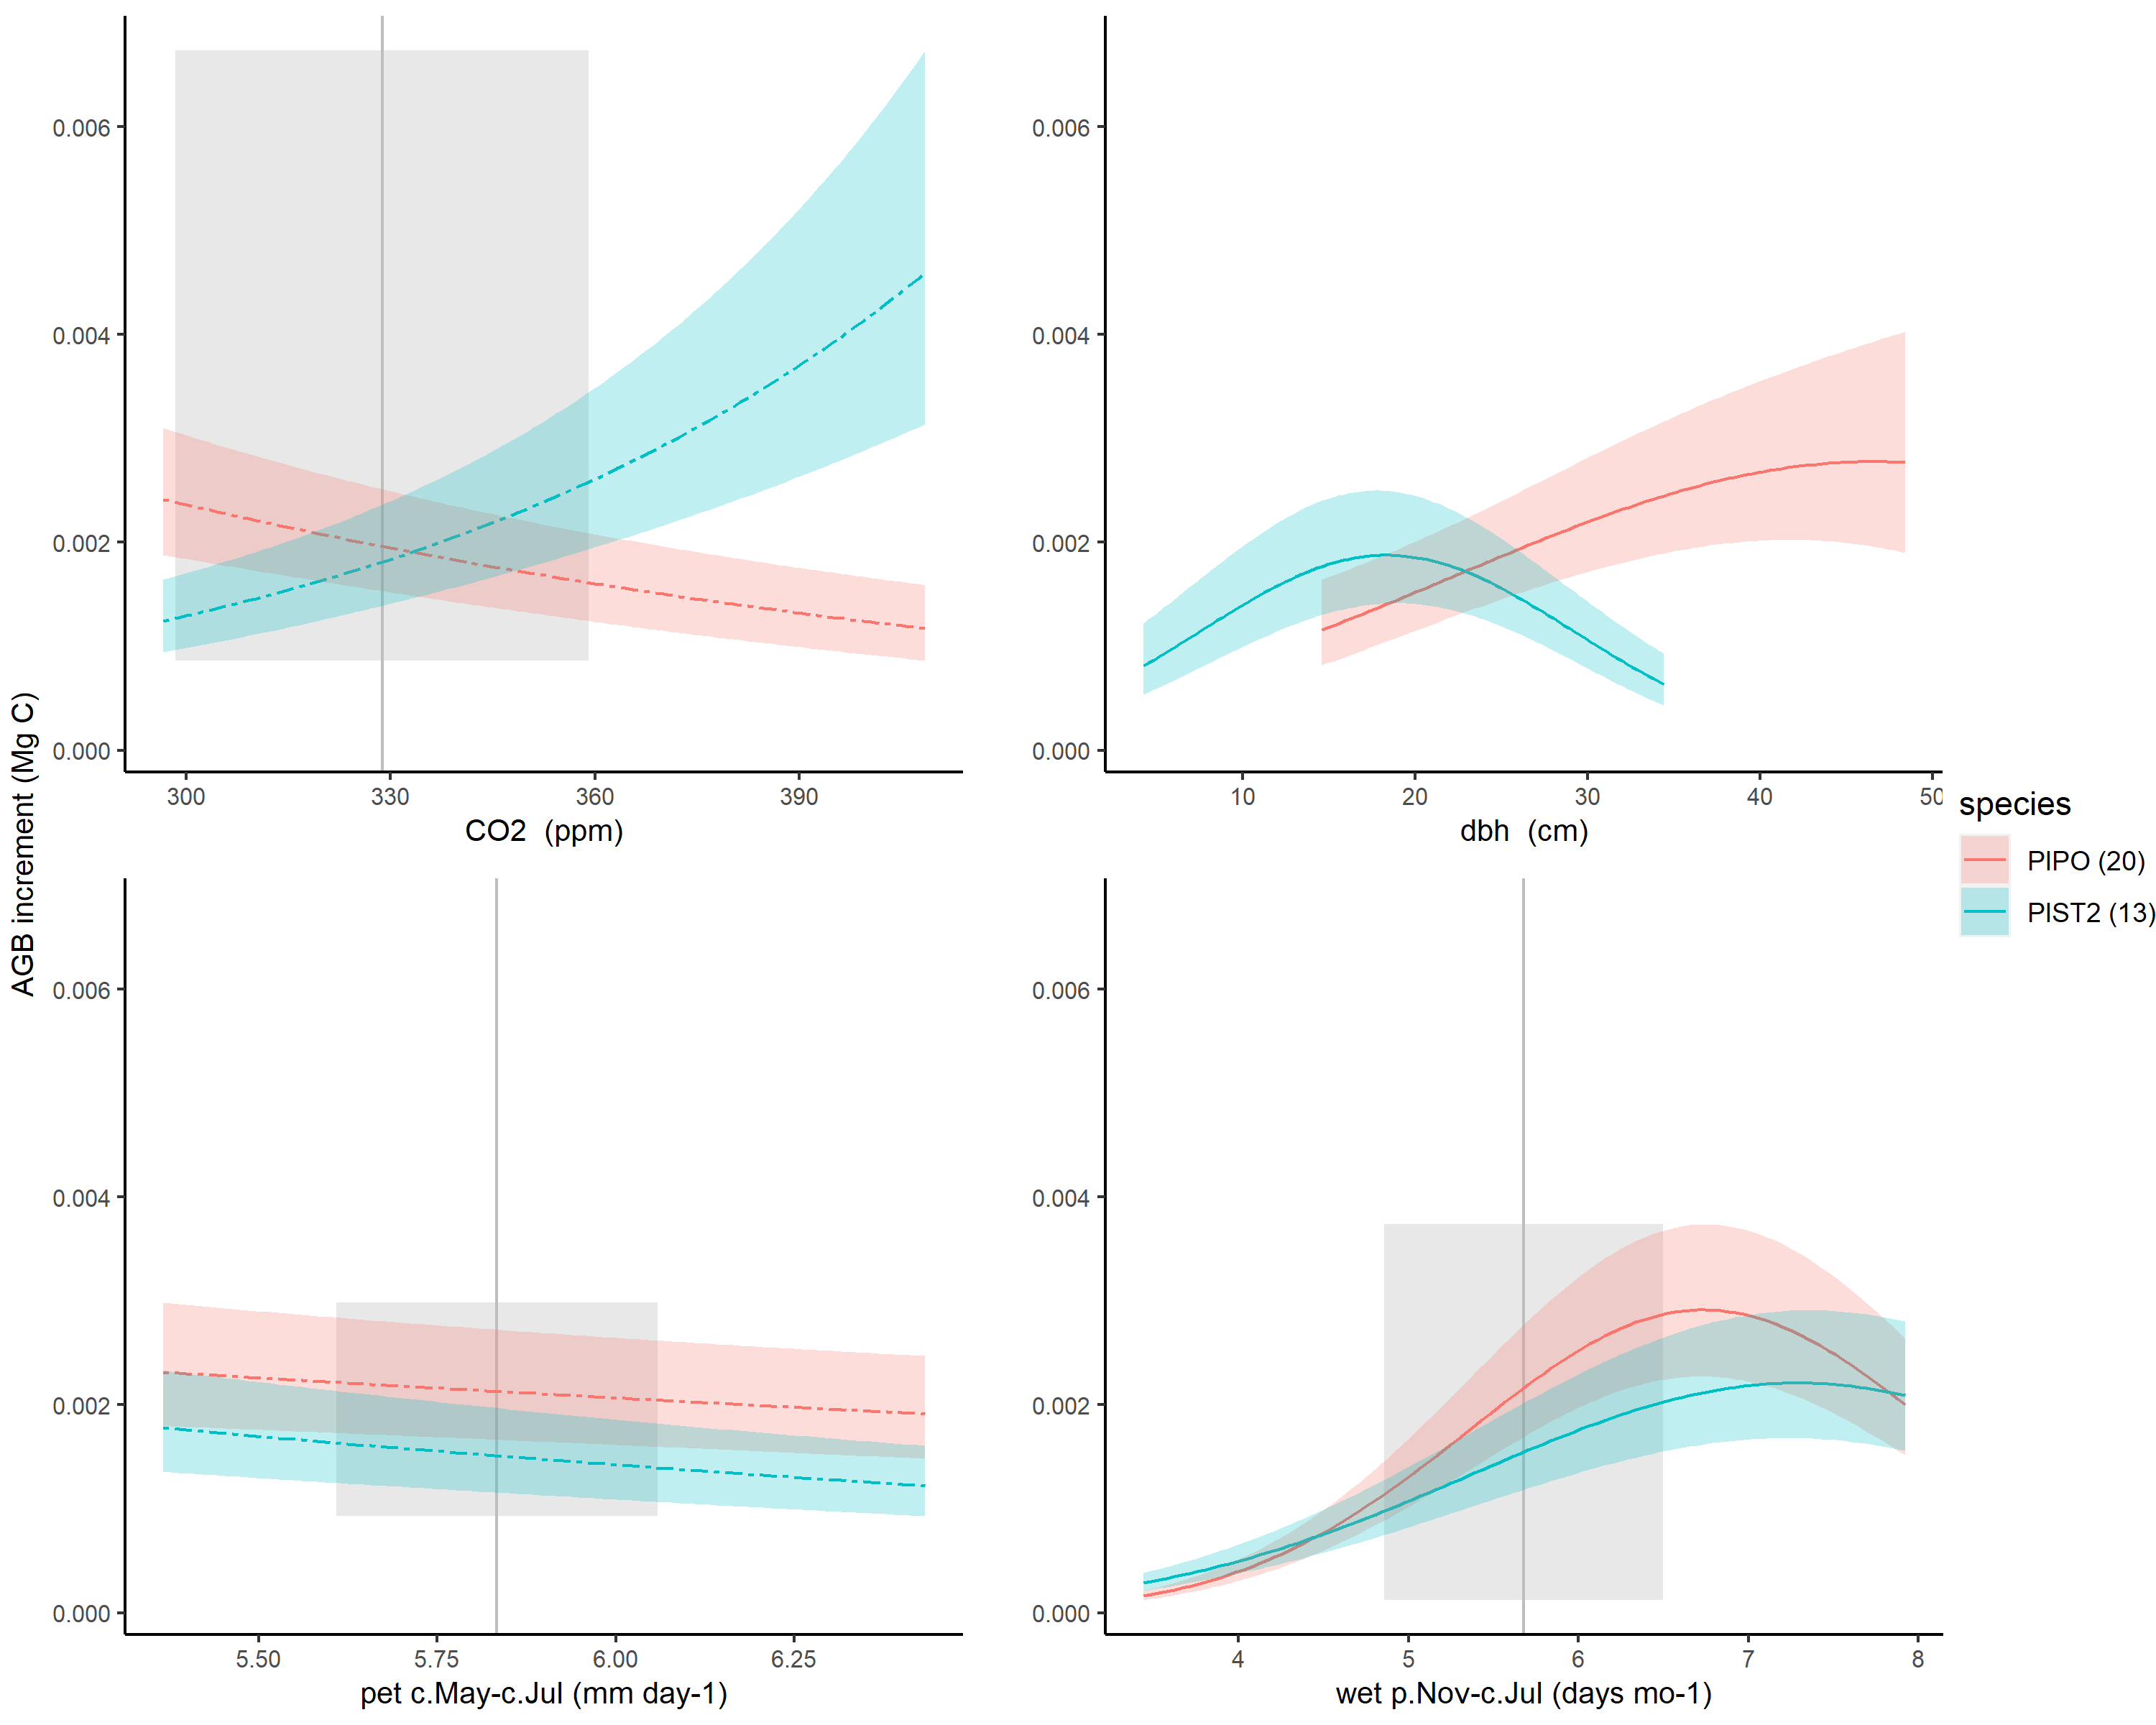 AGB increment (Mg C)
0.006
0.004
0.002
0.000
300 330 360 390
CO2 (ppm)
0.006
0.004
0.002
0.000
10 20 30 40 50
dbh (cm)
0.006
0.004
0.002
0.000
5.50 5.75 6.00 6.25
pet c.May-c.Jul (mm day-1)
0.006
0.004
0.002
0.000
4 5 6 7 8
wet p.Nov-c.Jul (days mo-1)
species
PIPO (20)
PIST2 (13)